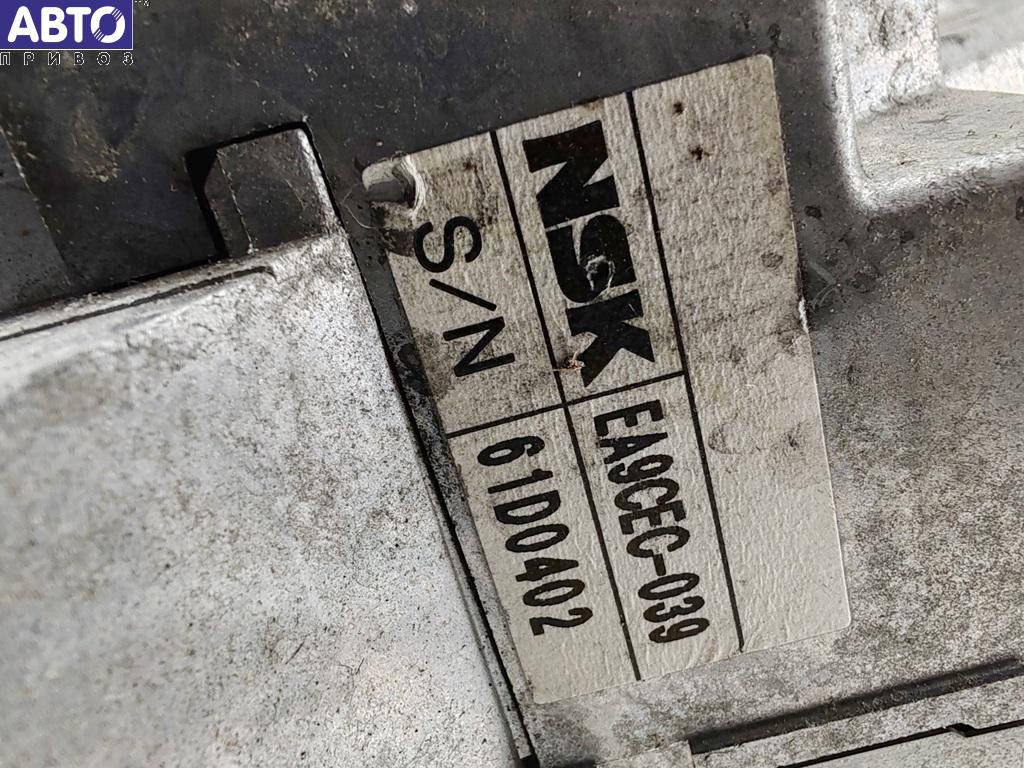 АВТО
ПРИВОЗ
NSK EA9CEC-039
S/N 61D0402